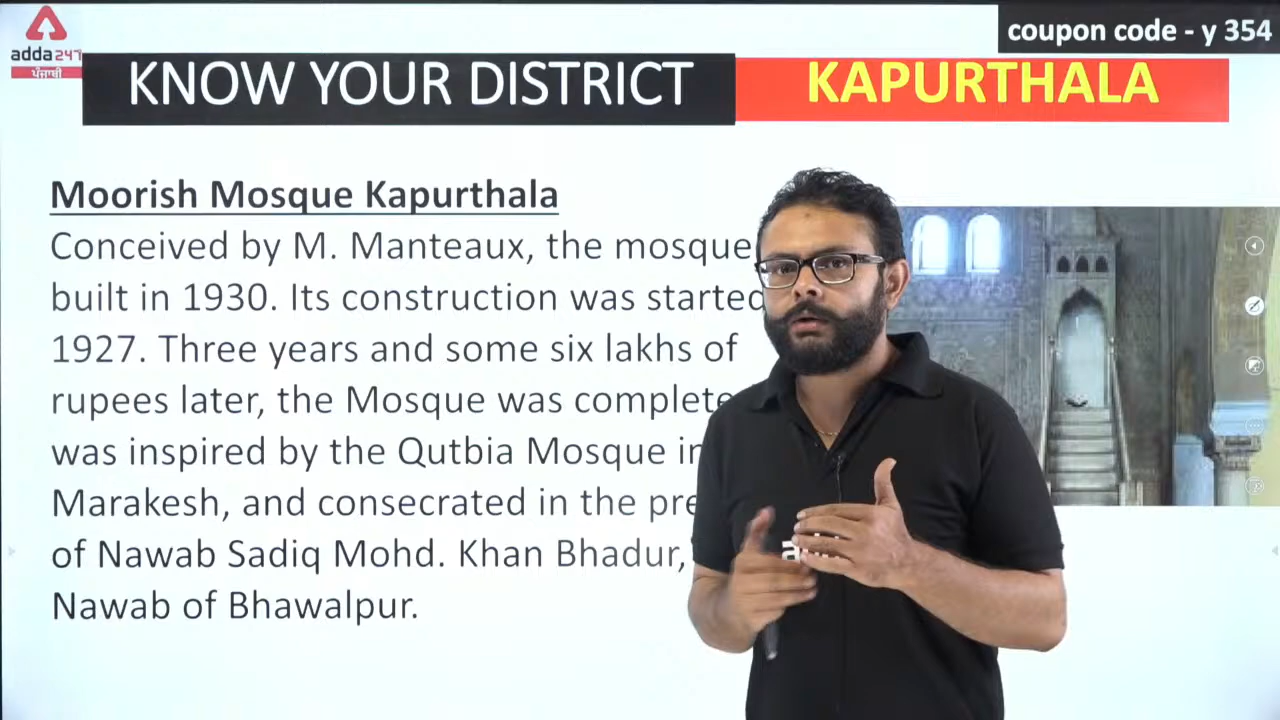 coupon code - y 354
adda247
ਪੰਜਾਬੀ
KNOW YOUR DISTRICT
KAPURTHALA
Moorish Mosque Kapurthala
Conceived by M. Manteaux, the mosque
built in 1930. Its construction was started
1927. Three years and some six lakhs of
rupees later, the Mosque was complete
was inspired by the Qutbia Mosque in
Marakesh, and consecrated in the pre
of Nawab Sadiq Mohd. Khan Bhadur,
Nawab of Bhawalpur.